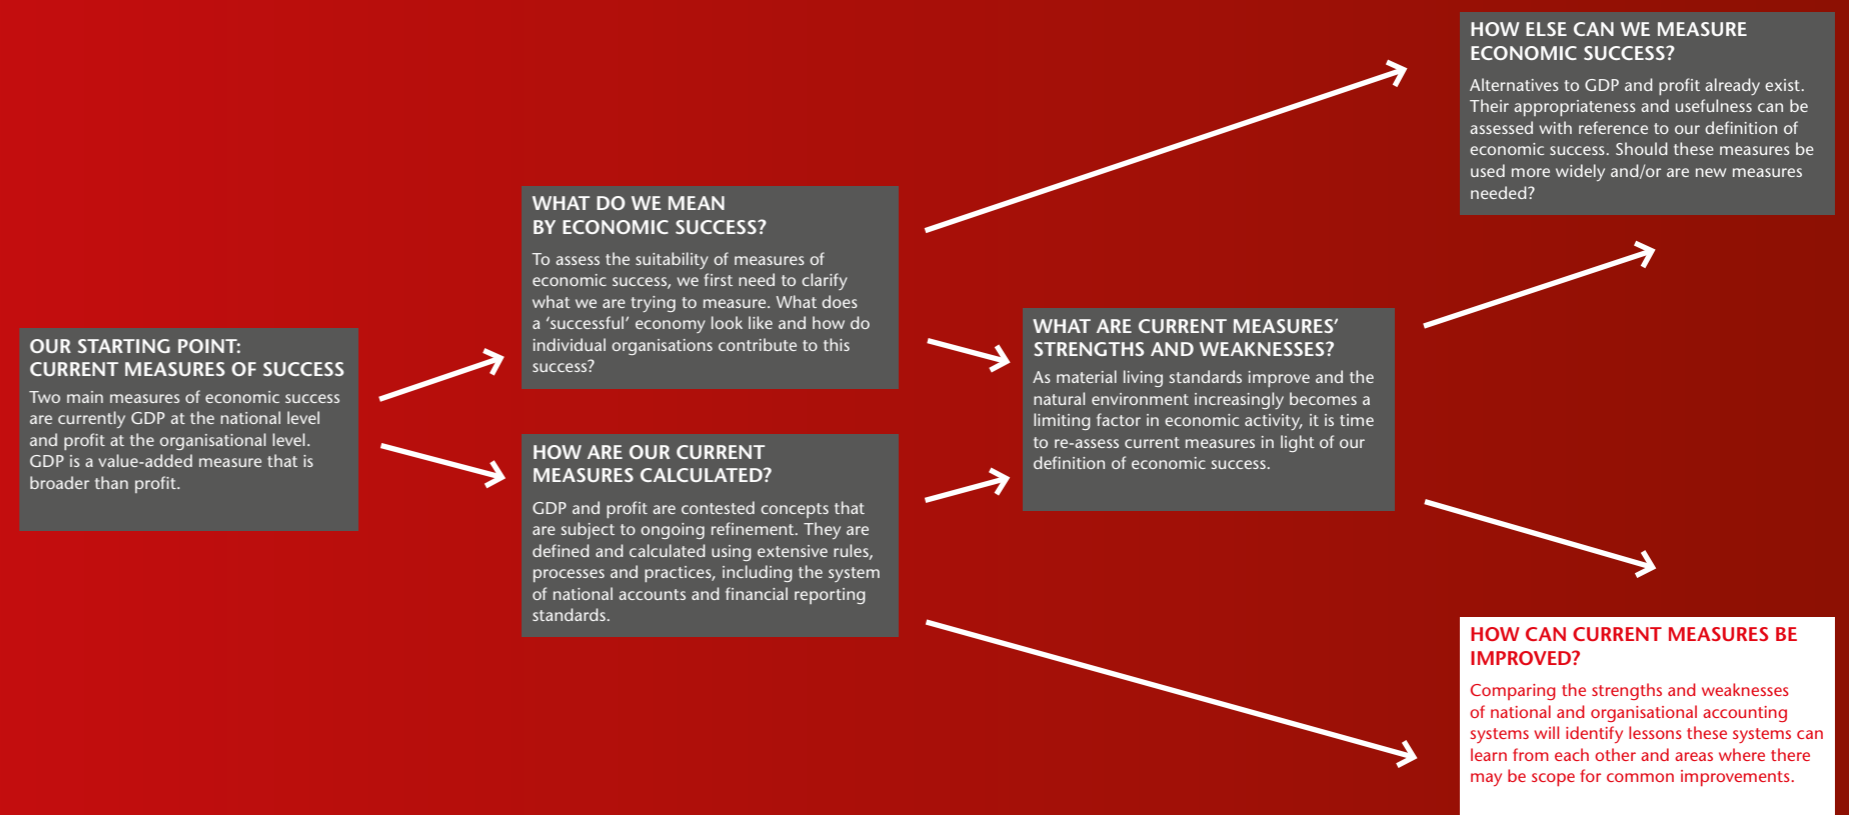 OUR STARTING POINT:
CURRENT MEASURES OF SUCCESS
Two main measures of economic success
are currently GDP at the national level
and profit at the organisational level.
GDP is a value-added measure that is
broader than profit.
WHAT DO WE MEAN
BY ECONOMIC SUCCESS?
To assess the suitability of measures of
economic success, we first need to clarify
what we are trying to measure. What does
a ‘successful’ economy look like and how do
individual organisations contribute to this
success?
HOW ARE OUR CURRENT
MEASURES CALCULATED?
GDP and profit are contested concepts that
are subject to ongoing refinement. They are
defined and calculated using extensive rules,
processes and practices, including the system
of national accounts and financial reporting
standards.
WHAT ARE CURRENT MEASURES’
STRENGTHS AND WEAKNESSES?
As material living standards improve and the
natural environment increasingly becomes a
limiting factor in economic activity, it is time
to re-assess current measures in light of our
definition of economic success.
HOW ELSE CAN WE MEASURE
ECONOMIC SUCCESS?
Alternatives to GDP and profit already exist.
Their appropriateness and usefulness can be
assessed with reference to our definition of
economic success. Should these measures be
used more widely and/or are new measures
needed?
HOW CAN CURRENT MEASURES BE
IMPROVED?
Comparing the strengths and weaknesses
of national and organisational accounting
systems will identify lessons these systems can
learn from each other and areas where there
may be scope for common improvements.